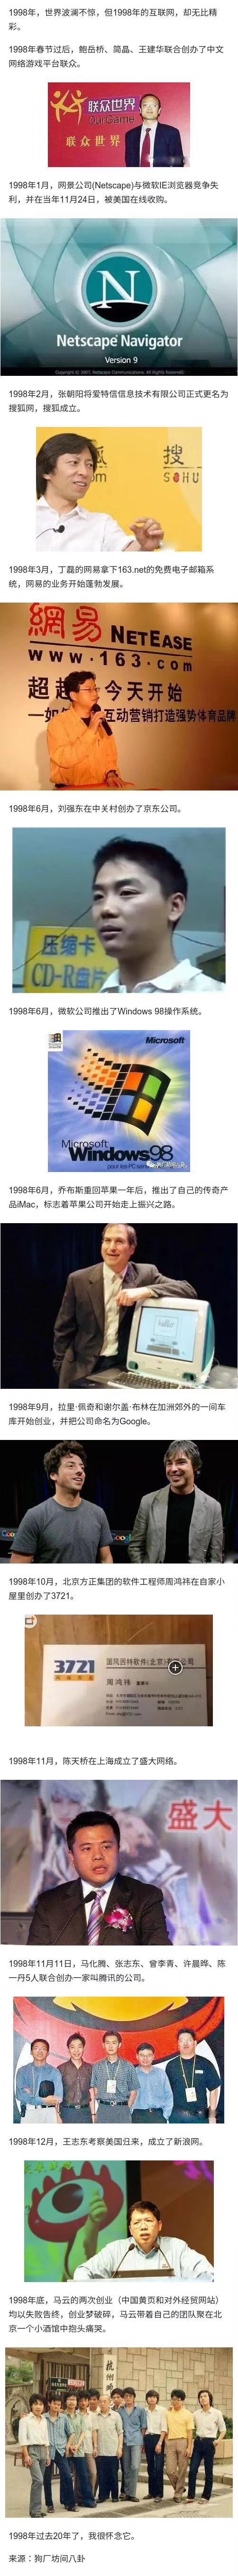 1998年，世界波澜不惊，但1998年的互联网，却无比精
彩。
1998年春节过后，鲍岳桥、简晶、王建华联合创办了中文
网络游戏平台联众。
联众世界
OurGame
联众世界
1998年1月，网景公司(Netscape)与微软IE浏览器竞争失
利，并在当年11月24日，被美国在线收购。
N
Netscape Navigator
Version 9
Copyright © 2007, Netscape Communications. All Rights Reserved.
1998年2月，张朝阳将爱特信信息技术有限公司正式更名为
搜狐网，搜狐成立。
搜
om
SOHU
1998年3月，丁磊的网易拿下163.net的免费电子邮箱系
统，网易的业务开始蓬勃发展。
網易 NETEASE
www.163.com
今天开始
互动营销打造强势体育品牌
1998年6月，刘强东在中关村创办了京东公司。
压缩卡
CD-R盘片
1998年6月，微软公司推出了Windows 98操作系统。
Microsoft
Microsoft
Windows98
1998年6月，乔布斯重回苹果一年后，推出了自己的传奇产
品iMac，标志着苹果公司开始走上振兴之路。
1998年9月，拉里·佩奇和谢尔盖·布林在加洲郊外的一间车
库开始创业，并把公司命名为Google。
1998年10月，北京方正集团的软件工程师周鸿祎在自家小
屋里创办了3721。
3721
国风因特软件(北京)
公司
周鸿祎
1998年11月，陈天桥在上海成立了盛大网络。
盛大
1998年11月11日，马化腾、张志东、曾李青、许晨晔、陈
一丹5人联合创办一家叫腾讯的公司。
1998年12月，王志东考察美国归来，成立了新浪网。
1998年底，马云的两次创业（中国黄页和对外经贸网站）
均以失败告终，创业梦破碎，马云带着自己的团队聚在北
京一个小酒馆中抱头痛哭。
1998年过去20年了，我很怀念它。
来源：狗厂坊间八卦